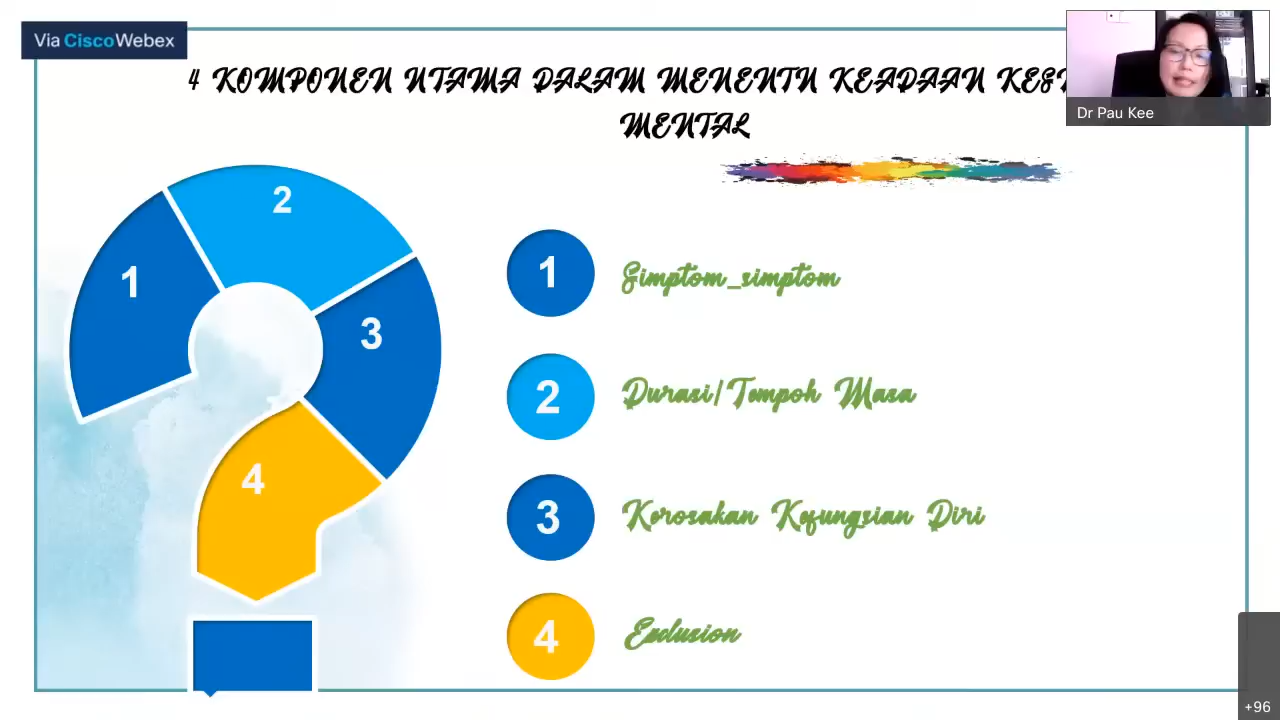 Via CiscoWebex
4 KOMPONEN UTAMA DALAM MENENTU KEADAAN
MENTAL
Dr Pau Kee
1
2
3
4
1 Simptom_simptom
2 Durasi/Tempoh Masa
3 Kerosakan Kefungsian Diri
4 Exclusion
+96